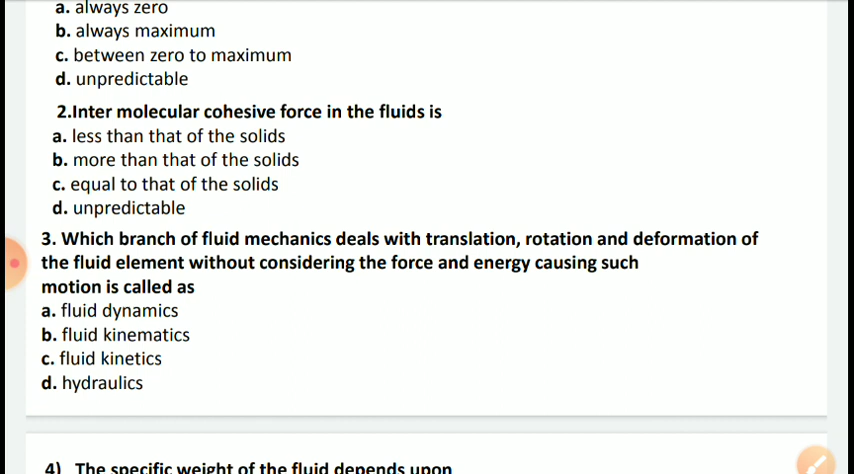 a. always zero
b. always maximum
c. between zero to maximum
d. unpredictable
2.Inter molecular cohesive force in the fluids is
a. less than that of the solids
b. more than that of the solids
c. equal to that of the solids
d. unpredictable
3. Which branch of fluid mechanics deals with translation, rotation and deformation of
the fluid element without considering the force and energy causing such
motion is called as
a. fluid dynamics
b. fluid kinematics
c. fluid kinetics
d. hydraulics
4) The specific weight of the fluid depends upon